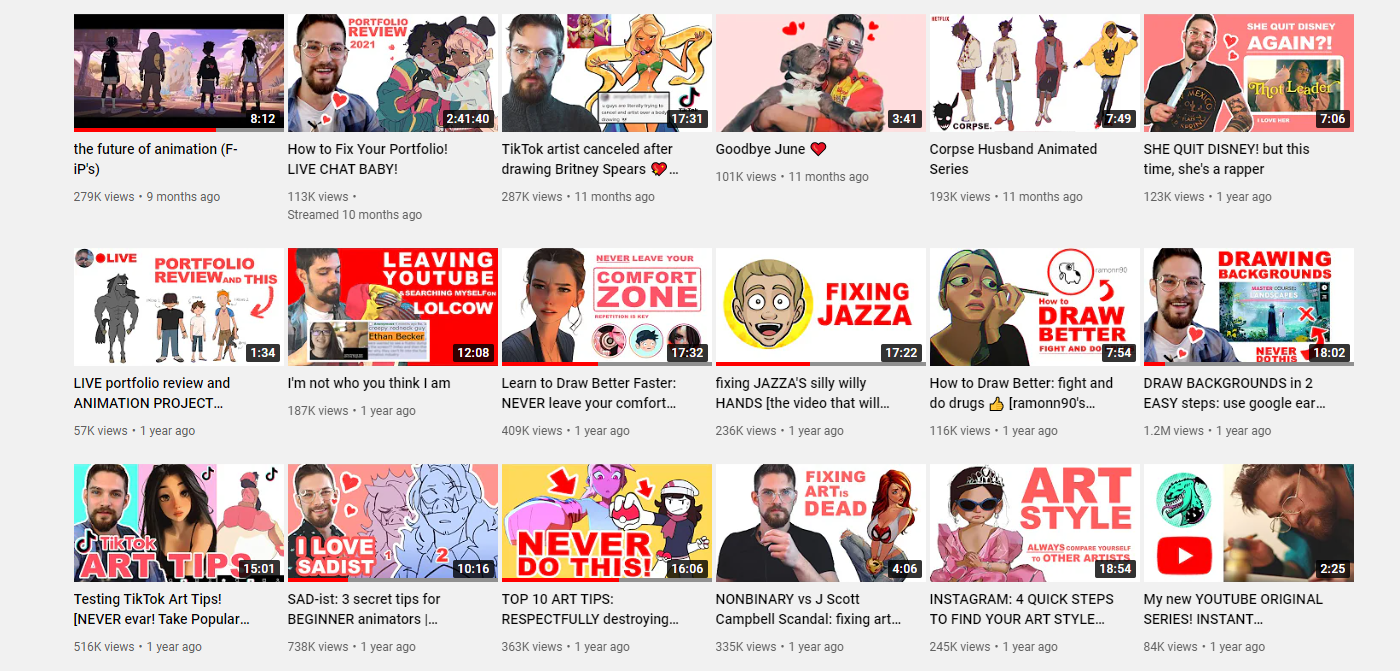 8:12
PORTFOLIO
REVIEW
2021
2:41:40
17:31
3:41
NETFLIX
CORPSE.
7:49
SHE QUIT DISNEY
AGAIN?!
Thot Leader
I LOVE HER
7:06
the future of animation (F-
iP's)
279K views • 9 months ago
How to Fix Your Portfolio!
LIVE CHAT BABY!
113K views •
Streamed 10 months ago
TikTok artist canceled after
drawing Britney Spears 💘...
287K views • 11 months ago
Goodbye June ❤️
101K views • 11 months ago
Corpse Husband Animated
Series
193K views • 11 months ago
SHE QUIT DISNEY! but this
time, she's a rapper
123K views • 1 year ago
LIVE
PORTFOLIO
REVIEW AND THIS
1:34
LEAVING
YOUTUBE
& SEARCHING MYSELF ON
LOLCOW
creepy redneck guy
Ethan Becker
12:08
NEVER LEAVE YOUR
COMFORT
ZONE
REPETITION IS KEY
17:32
FIXING
JAZZA
17:22
ramonn90
How to
DRAW
BETTER
FIGHT AND DO
7:54
DRAWING
BACKGROUNDS
MASTER COURSE:
LANDSCAPES
NEVER
DO THIS
18:02
LIVE portfolio review and
ANIMATION PROJECT...
57K views • 1 year ago
I'm not who you think I am
187K views • 1 year ago
Learn to Draw Better Faster:
NEVER leave your comfort...
409K views • 1 year ago
fixing JAZZA'S silly willy
HANDS [the video that will...
236K views • 1 year ago
How to Draw Better: fight and
do drugs 👍 [ramonn90's...
116K views • 1 year ago
DRAW BACKGROUNDS in 2
EASY steps: use google ear...
1.2M views • 1 year ago
TikTok
ART TIPS
15:01
I LOVE
SADIST
1
2
10:16
NEVER
DO THIS!
16:06
FIXING
ART IS
DEAD
4:06
ART
STYLE
ALWAYS COMPARE YOURSELF
TO OTHER ARTISTS
18:54
2:25
Testing TikTok Art Tips!
[NEVER evar! Take Popular...
516K views • 1 year ago
SAD-ist: 3 secret tips for
BEGINNER animators |...
738K views • 1 year ago
TOP 10 ART TIPS:
RESPECTFULLY destroying...
363K views • 1 year ago
NONBINARY vs J Scott
Campbell Scandal: fixing art...
335K views • 1 year ago
INSTAGRAM: 4 QUICK STEPS
TO FIND YOUR ART STYLE...
245K views • 1 year ago
My new YOUTUBE ORIGINAL
SERIES! INSTANT...
84K views • 1 year ago